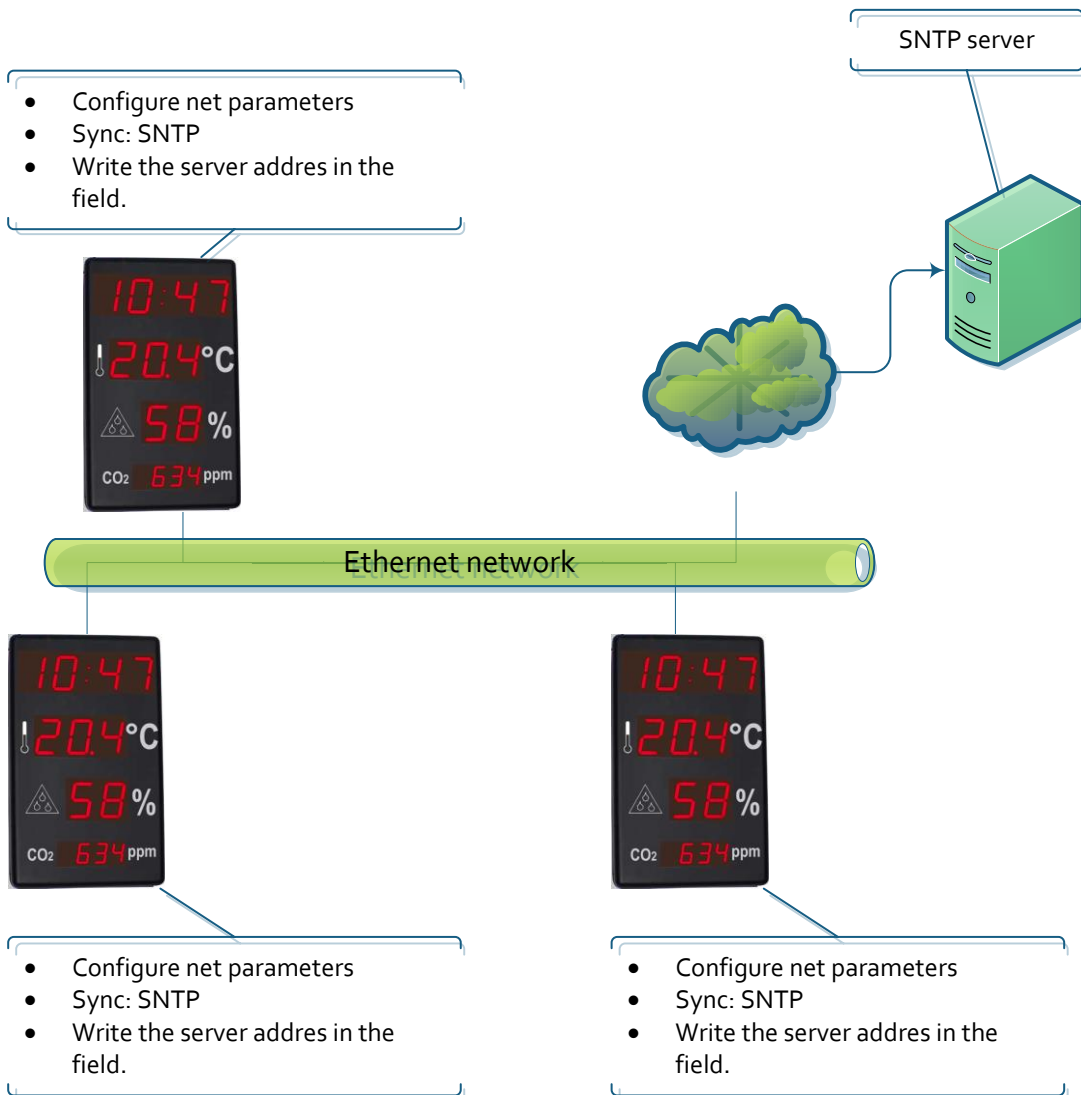 SNTP server
• Configure net parameters
• Sync: SNTP
• Write the server addres in the
field.
10:47
20.4°C
58%
CO2 634 ppm
Ethernet network
10:47
20.4°C
58%
CO2 634 ppm
10:47
20.4°C
58%
CO2 634 ppm
• Configure net parameters
• Sync: SNTP
• Write the server addres in the
field.
• Configure net parameters
• Sync: SNTP
• Write the server addres in the
field.